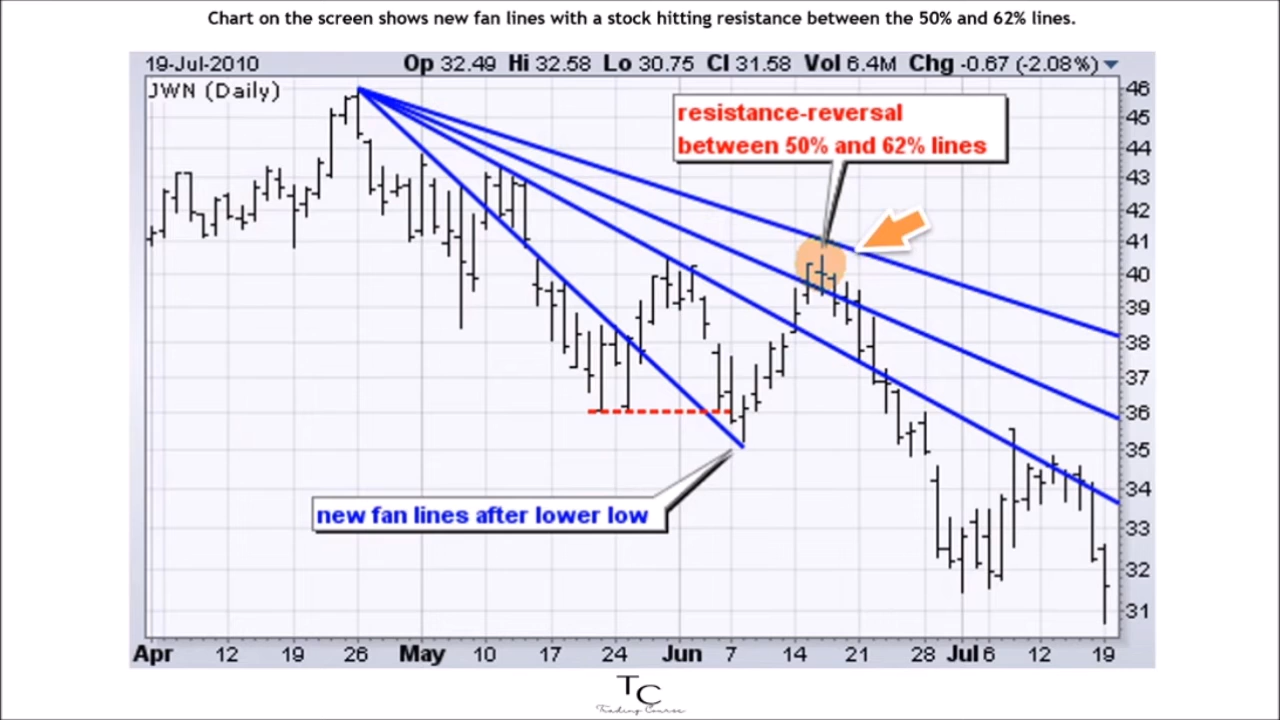 Chart on the screen shows new fan lines with a stock hitting resistance between the 50% and 62% lines.
19-Jul-2010 Op 32.49 Hi 32.58 Lo 30.75 Cl 31.58 Vol 6.4M Chg -0.67 (-2.08%)
JWN (Daily)
resistance-reversal
between 50% and 62% lines
new fan lines after lower low
46
45
44
43
42
41
40
39
38
37
36
35
34
33
32
31
Apr 12 19 26 May 10 17 24 Jun 7 14 21 28 Jul 6 12 19
TC
Trading Course